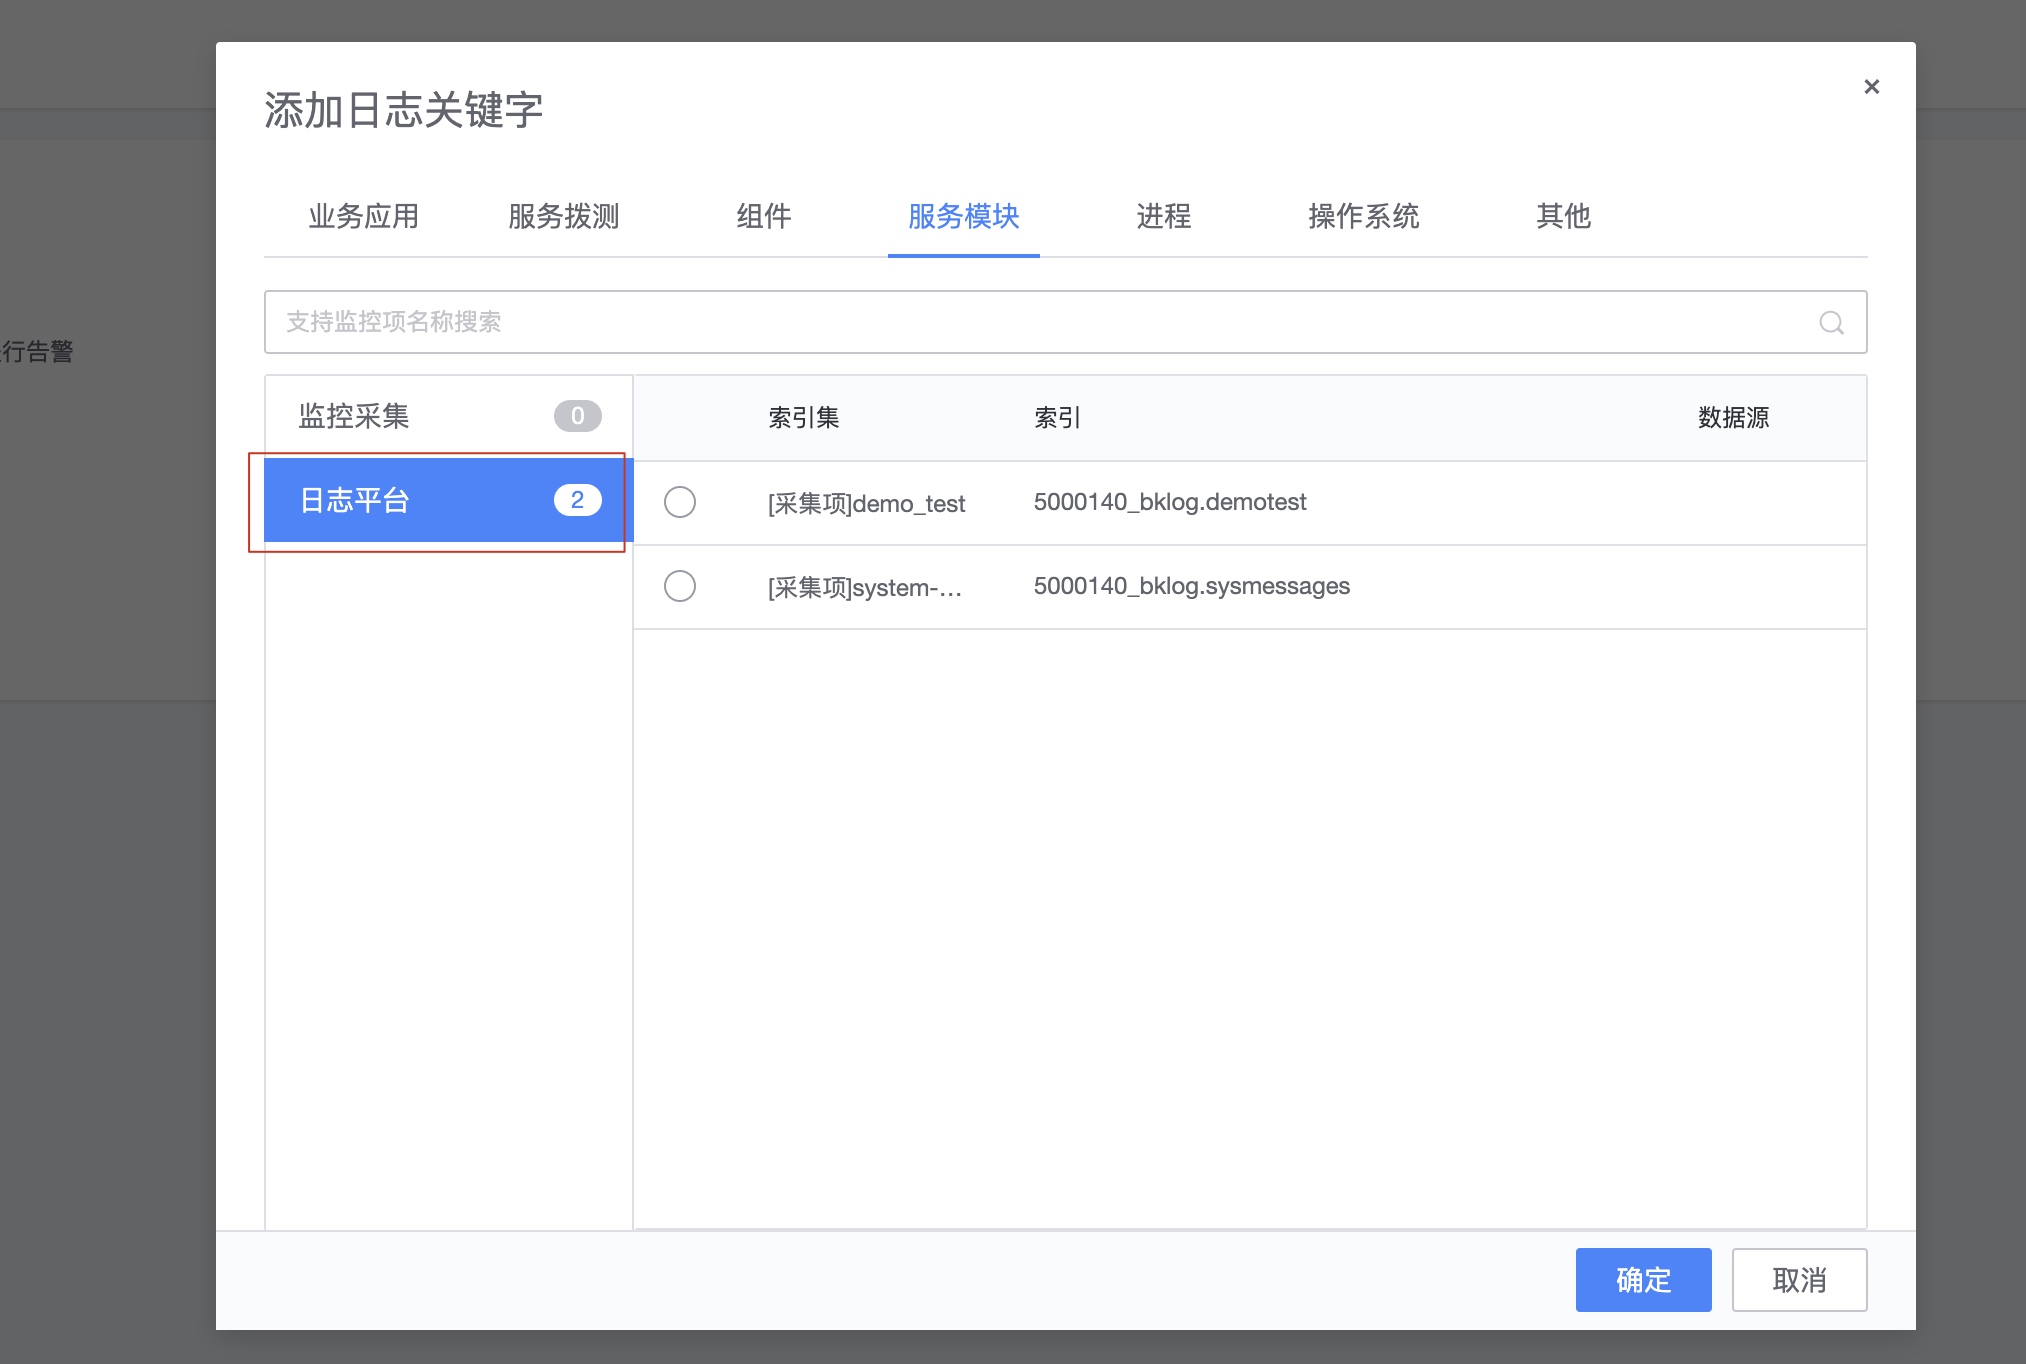 添加日志关键字
业务应用 服务拨测 组件 服务模块 进程 操作系统 其他
支持监控项名称搜索
行告警
监控采集 0
日志平台 2
索引集 索引 数据源
[采集项]demo_test 5000140_bklog.demotest
[采集项]system-... 5000140_bklog.sysmessages
确定 取消